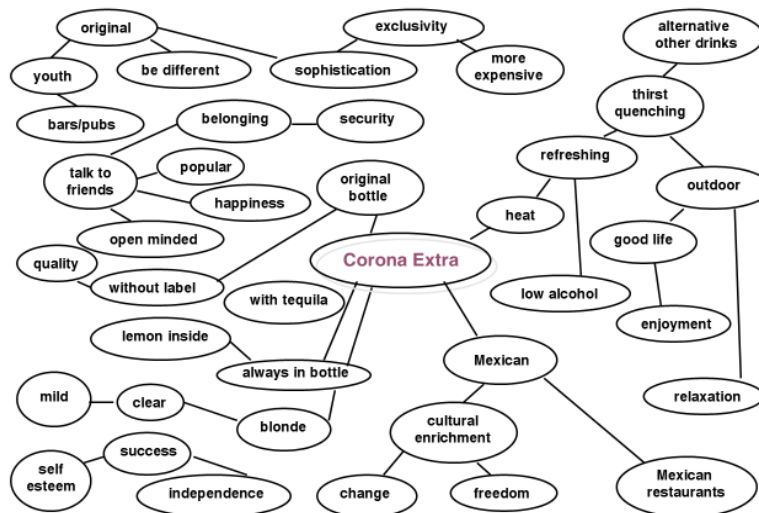 original
exclusivity
alternative
other drinks
youth
be different
sophistication
more
expensive
thirst
quenching
bars/pubs
belonging
security
refreshing
talk to
friends
popular
original
bottle
outdoor
happiness
heat
open minded
good life
quality
without label
Corona Extra
with tequila
low alcohol
enjoyment
lemon inside
always in bottle
Mexican
mild
clear
blonde
cultural
enrichment
relaxation
self
esteem
success
independence
change
freedom
Mexican
restaurants